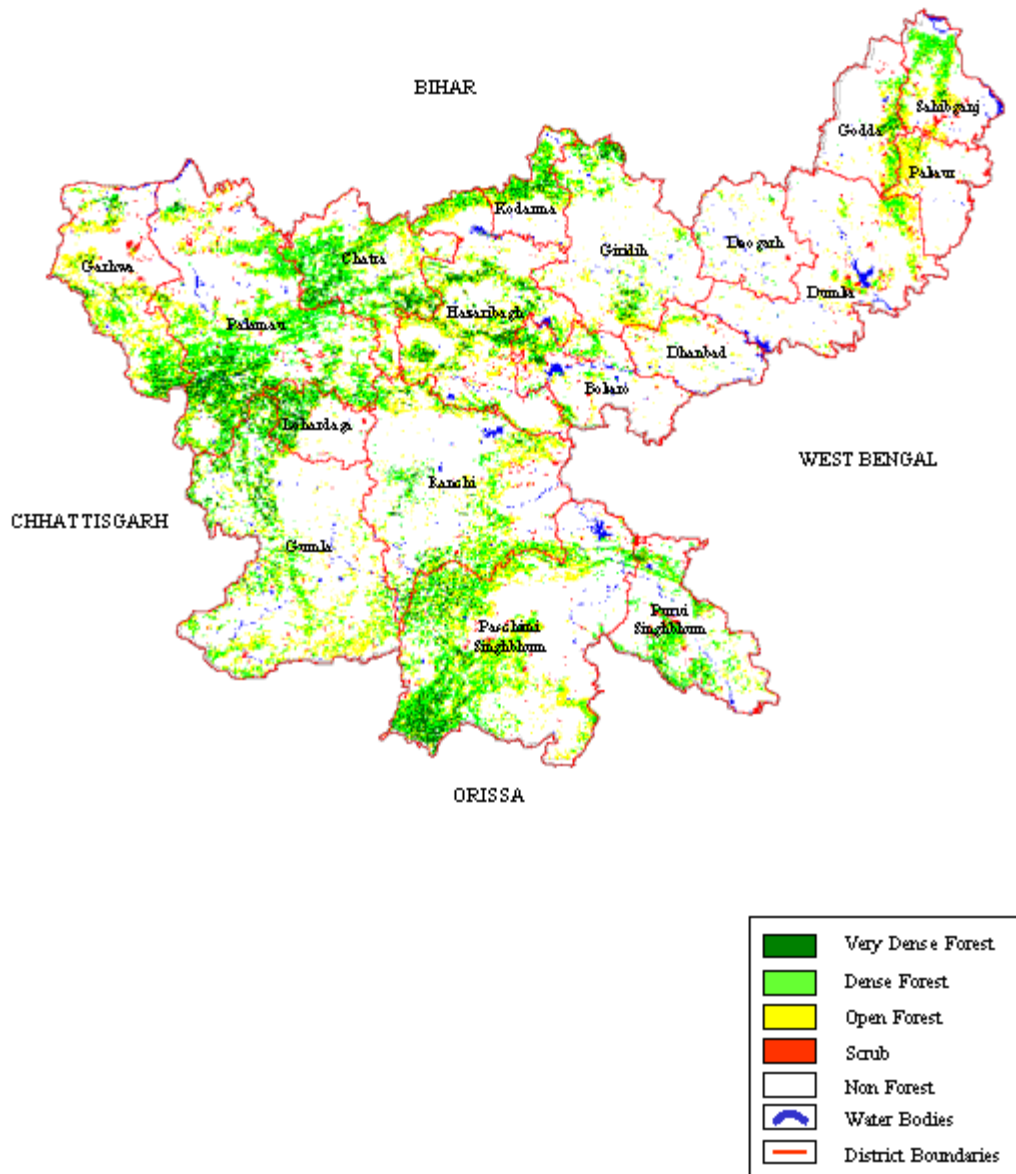 BIHAR
Sahibganj
Godda
Pakaur
Kodarma
Chatra
Giridih
Deogarh
Garhwa
Dumka
Hazaribagh
Palamau
Dhanbad
Bokaro
Lohardaga
WEST BENGAL
Ranchi
CHHATTISGARH
Gumla
Purvi
Singhbhum
Paschimi
Singhbhum
ORISSA
Very Dense Forest
Dense Forest
Open Forest
Scrub
Non Forest
Water Bodies
District Boundaries